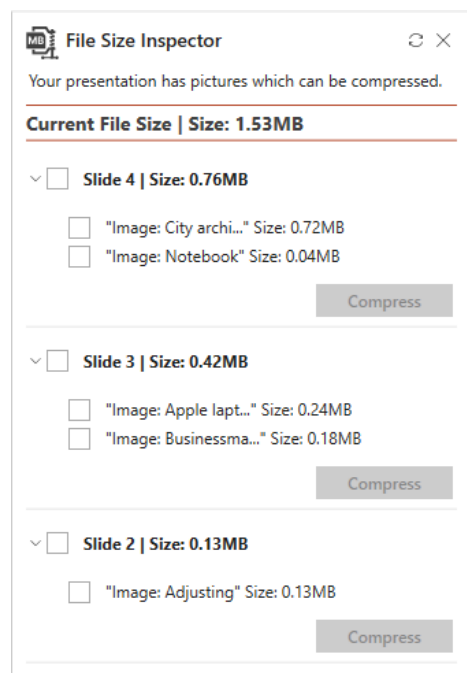 MB
File Size Inspector
Your presentation has pictures which can be compressed.
Current File Size | Size: 1.53MB
Slide 4 | Size: 0.76MB
"Image: City archi..." Size: 0.72MB
"Image: Notebook" Size: 0.04MB
Compress
Slide 3 | Size: 0.42MB
"Image: Apple lapt..." Size: 0.24MB
"Image: Businessma..." Size: 0.18MB
Compress
Slide 2 | Size: 0.13MB
"Image: Adjusting" Size: 0.13MB
Compress